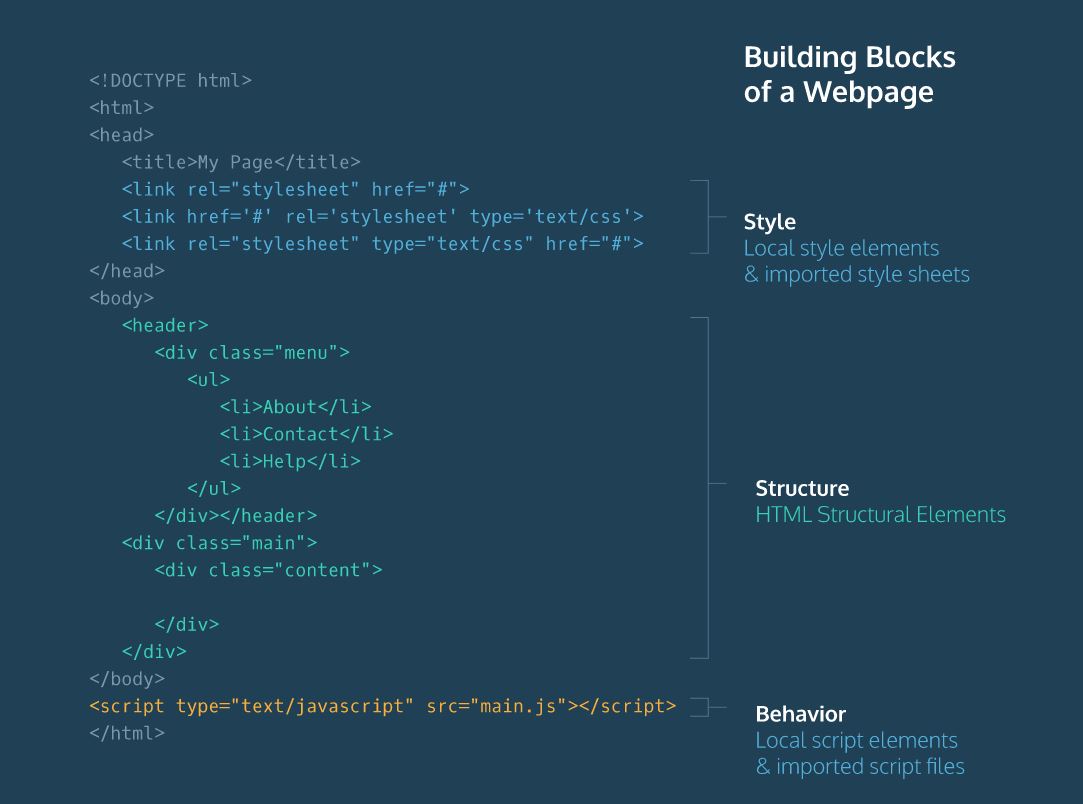 Building Blocks
of a Webpage
<!DOCTYPE html>
<html>
<head>
<title>My Page</title>
<link rel="stylesheet" href="#">
<link href='#' rel='stylesheet' type='text/css'>
<link rel="stylesheet" type="text/css" href="#">
</head>
<body>
<header>
<div class="menu">
<ul>
<li>About</li>
<li>Contact</li>
<li>Help</li>
</ul>
</div></header>
<div class="main">
<div class="content">
</div>
</div>
</body>
<script type="text/javascript" src="main.js"></script>
</html>
Style
Local style elements
& imported style sheets
Structure
HTML Structural Elements
Behavior
Local script elements
& imported script files